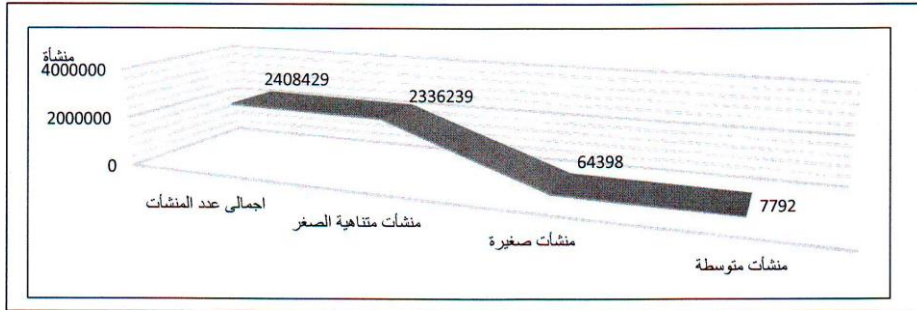 منشأة
4000000
2000000
0
2408429
2336239
64398
7792
اجمالى عدد المنشأت
منشأت متناهية الصغر
منشأت صغيرة
منشأت متوسطة